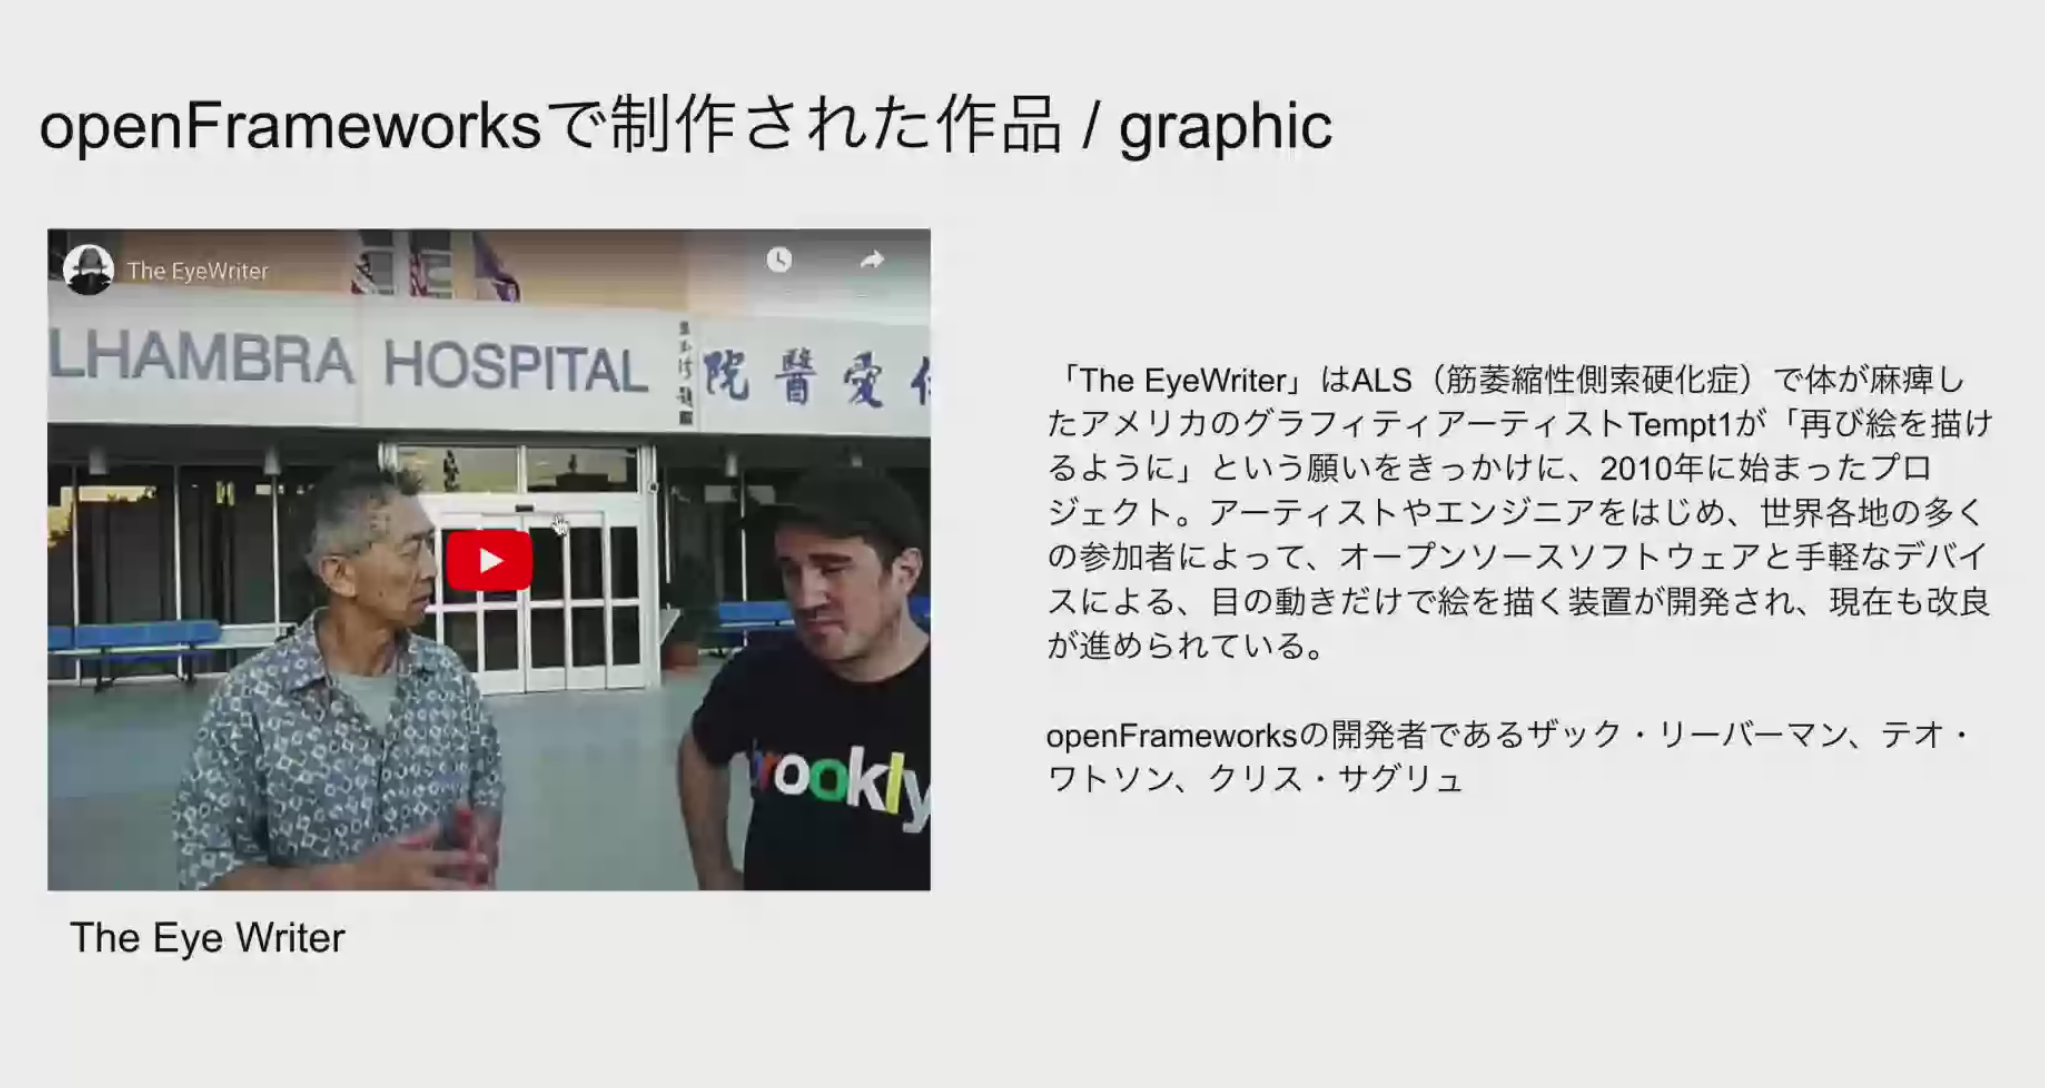 openFrameworksで制作された作品 / graphic
The EyeWriter
LHAMBRA HOSPITAL
院 醫 愛
rookly
The Eye Writer
「The EyeWriter」はALS（筋萎縮性側索硬化症）で体が麻痺し
たアメリカのグラフィティアーティストTempt1が「再び絵を描け
るように」という願いをきっかけに、2010年に始まったプロ
ジェクト。アーティストやエンジニアをはじめ、世界各地の多く
の参加者によって、オープンソースソフトウェアと手軽なデバイ
スによる、目の動きだけで絵を描く装置が開発され、現在も改良
が進められている。
openFrameworksの開発者であるザック・リーバーマン、テオ・
ワトソン、クリス・サグリュ